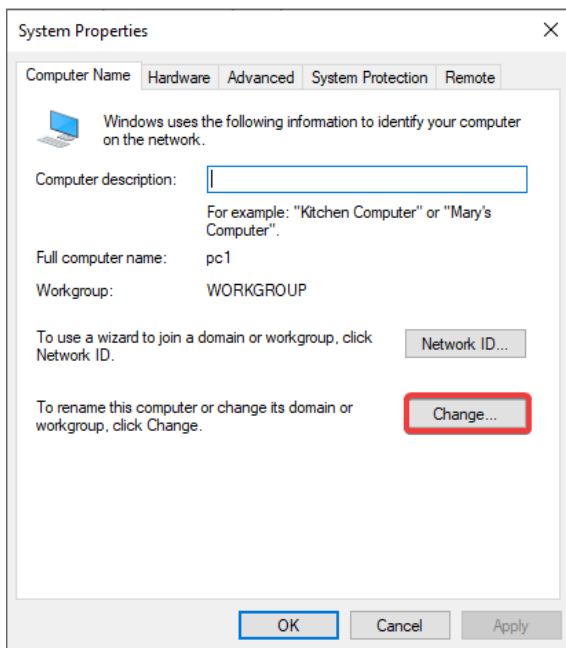 System Properties
Computer Name Hardware Advanced System Protection Remote
Windows uses the following information to identify your computer
on the network.
Computer description:
For example: "Kitchen Computer" or "Mary's
Computer".
Full computer name: pc1
Workgroup: WORKGROUP
To use a wizard to join a domain or workgroup, click
Network ID.
Network ID...
To rename this computer or change its domain or
workgroup, click Change.
Change...
OK Cancel Apply